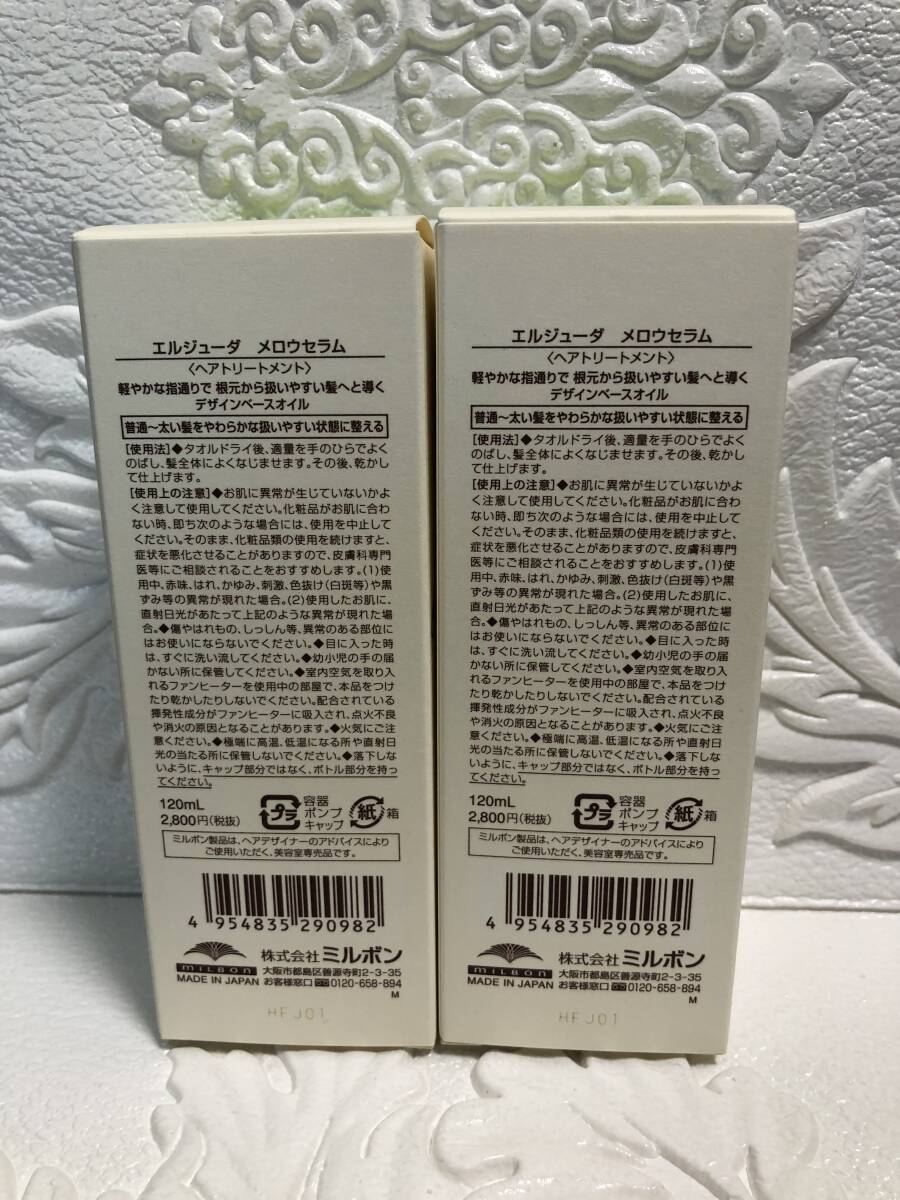 エルジューダ メロウセラム
〈ヘアトリートメント〉
軽やかな指通りで 根元から扱いやすい髪へと導く
デザインベースオイル
普通〜太い髪をやわらかな扱いやすい状態に整える
［使用法］◆タオルドライ後、適量を手のひらでよく
のばし、髪全体によくなじませます。その後、乾かし
て仕上げます。
［使用上の注意］◆お肌に異常が生じていないかよ
く注意して使用してください。化粧品がお肌に合わ
ない時、即ち次のような場合には、使用を中止して
ください。そのまま、化粧品類の使用を続けますと、
症状を悪化させることがありますので、皮膚科専門
医等にご相談されることをおすすめします。(1)使
用中、赤味、はれ、かゆみ、刺激、色抜け(白斑等)や黒
ずみ等の異常が現れた場合。(2)使用したお肌に、
直射日光があたって上記のような異常が現れた場
合。◆傷やはれもの、しっしん等、異常のある部位に
はお使いにならないでください。◆目に入った時
は、すぐに洗い流してください。◆幼小児の手の届
かない所に保管してください。◆室内空気を取り入
れるファンヒーターを使用中の部屋で、本品をつけ
たり乾かしたりしないでください。配合されている
揮発性成分がファンヒーターに吸入され、点火不良
や消火の原因となることがあります。◆火気にご注
意ください。◆極端に高温、低温になる所や直射日
光の当たる所に保管しないでください。◆落下しな
いように、キャップ部分ではなく、ボトル部分を持っ
てください。
120mL
2,800円(税抜)
プラ
容器
ポンプ
キャップ
紙
箱
ミルボン製品は、ヘアデザイナーのアドバイスにより
ご使用いただく、美容室専売品です。
4 954835 290982
MILBON
MADE IN JAPAN
株式会社 ミルボン
大阪市都島区善源寺町2-3-35
お客様窓口 0120-658-894
M
HF J01
エルジューダ メロウセラム
〈ヘアトリートメント〉
軽やかな指通りで 根元から扱いやすい髪へと導く
デザインベースオイル
普通〜太い髪をやわらかな扱いやすい状態に整える
［使用法］◆タオルドライ後、適量を手のひらでよく
のばし、髪全体によくなじませます。その後、乾かし
て仕上げます。
［使用上の注意］◆お肌に異常が生じていないかよ
く注意して使用してください。化粧品がお肌に合わ
ない時、即ち次のような場合には、使用を中止して
ください。そのまま、化粧品類の使用を続けますと、
症状を悪化させることがありますので、皮膚科専門
医等にご相談されることをおすすめします。(1)使
用中、赤味、はれ、かゆみ、刺激、色抜け(白斑等)や黒
ずみ等の異常が現れた場合。(2)使用したお肌に、
直射日光があたって上記のような異常が現れた場
合。◆傷やはれもの、しっしん等、異常のある部位に
はお使いにならないでください。◆目に入った時
は、すぐに洗い流してください。◆幼小児の手の届
かない所に保管してください。◆室内空気を取り入
れるファンヒーターを使用中の部屋で、本品をつけ
たり乾かしたりしないでください。配合されている
揮発性成分がファンヒーターに吸入され、点火不良
や消火の原因となることがあります。◆火気にご注
意ください。◆極端に高温、低温になる所や直射日
光の当たる所に保管しないでください。◆落下しな
いように、キャップ部分ではなく、ボトル部分を持っ
てください。
120mL
2,800円(税抜)
プラ
容器
ポンプ
キャップ
紙
箱
ミルボン製品は、ヘアデザイナーのアドバイスにより
ご使用いただく、美容室専売品です。
4 954835 290982
MILBON
MADE IN JAPAN
株式会社 ミルボン
大阪市都島区善源寺町2-3-35
お客様窓口 0120-658-894
M
HF J01